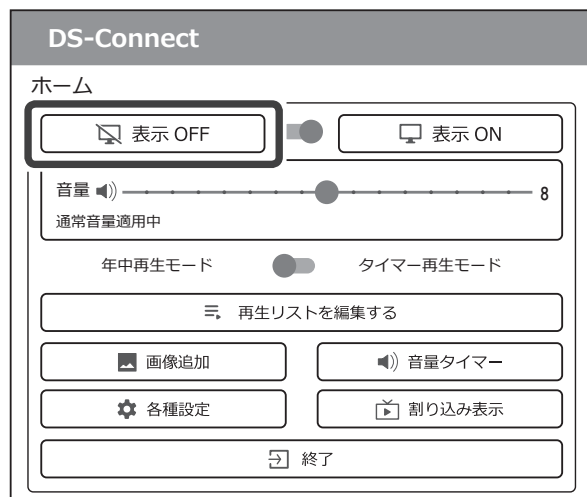 DS-Connect
ホーム
表示 OFF
表示 ON
音量 8
通常音量適用中
年中再生モード タイマー再生モード
再生リストを編集する
画像追加
音量タイマー
各種設定
割り込み表示
終了